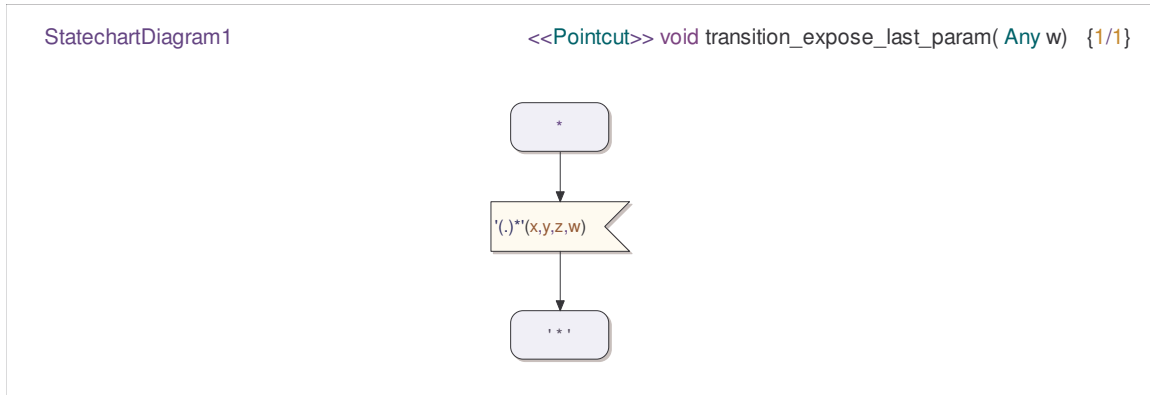 StatechartDiagram1
<<Pointcut>> void transition_expose_last_param( Any w) {1/1}
*
'(.)*'(x,y,z,w)
' * '